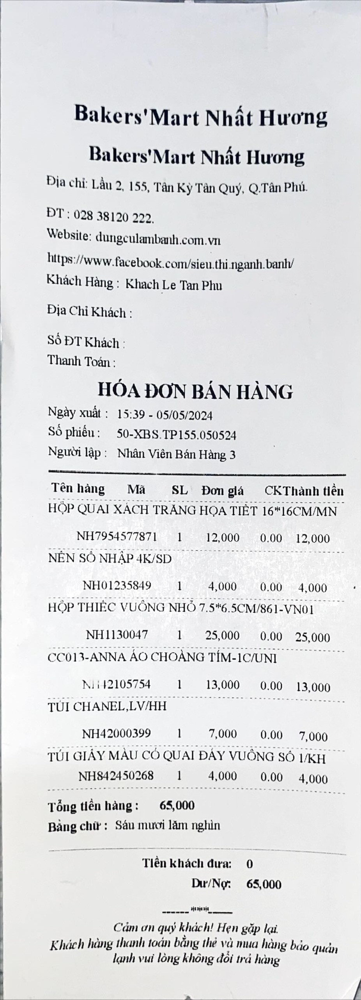 Bakers'Mart Nhất Hương
Bakers'Mart Nhất Hương
Địa chỉ: Lầu 2, 155, Tân Kỳ Tân Quý, Q.Tân Phú.
ĐT : 028 38120 222.
Website: dungculambanh.com.vn
https://www.facebook.com/sieu.thi.nganh.banh/
Khách Hàng : Khach Le Tan Phu
Địa Chỉ Khách :
Số ĐT Khách :
Thanh Toán :
HÓA ĐƠN BÁN HÀNG
Ngày xuất : 15:39 - 05/05/2024
Số phiếu : 50-XBS.TP155.050524
Người lập : Nhân Viên Bán Hàng 3
Tên hàng Mã SL Đơn giá CK Thành tiền
HỘP QUAI XÁCH TRẮNG HỌA TIẾT 16*16CM/MN
NH7954577871 1 12,000 0.00 12,000
NẾN SỐ NHẬP 4K/SD
NH01235849 1 4,000 0.00 4,000
HỘP THIẾC VUÔNG NHỎ 7.5*6.5CM/861-VN01
NH1130047 1 25,000 0.00 25,000
CC013-ANNA ÁO CHOÀNG TÍM-1C/UNI
NH42105754 1 13,000 0.00 13,000
TÚI CHANEL,LV/HH
NH42000399 1 7,000 0.00 7,000
TÚI GIẤY MÀU CÓ QUAI ĐÁY VUÔNG SỐ 1/KH
NH842450268 1 4,000 0.00 4,000
Tổng tiền hàng : 65,000
Bằng chữ : Sáu mươi lăm nghìn
Tiền khách đưa: 0
Dư/Nợ: 65,000
______***_____
Cảm ơn quý khách! Hẹn gặp lại.
Khách hàng thanh toán bằng thẻ và mua hàng bảo quản
lạnh vui lòng không đổi trả hàng